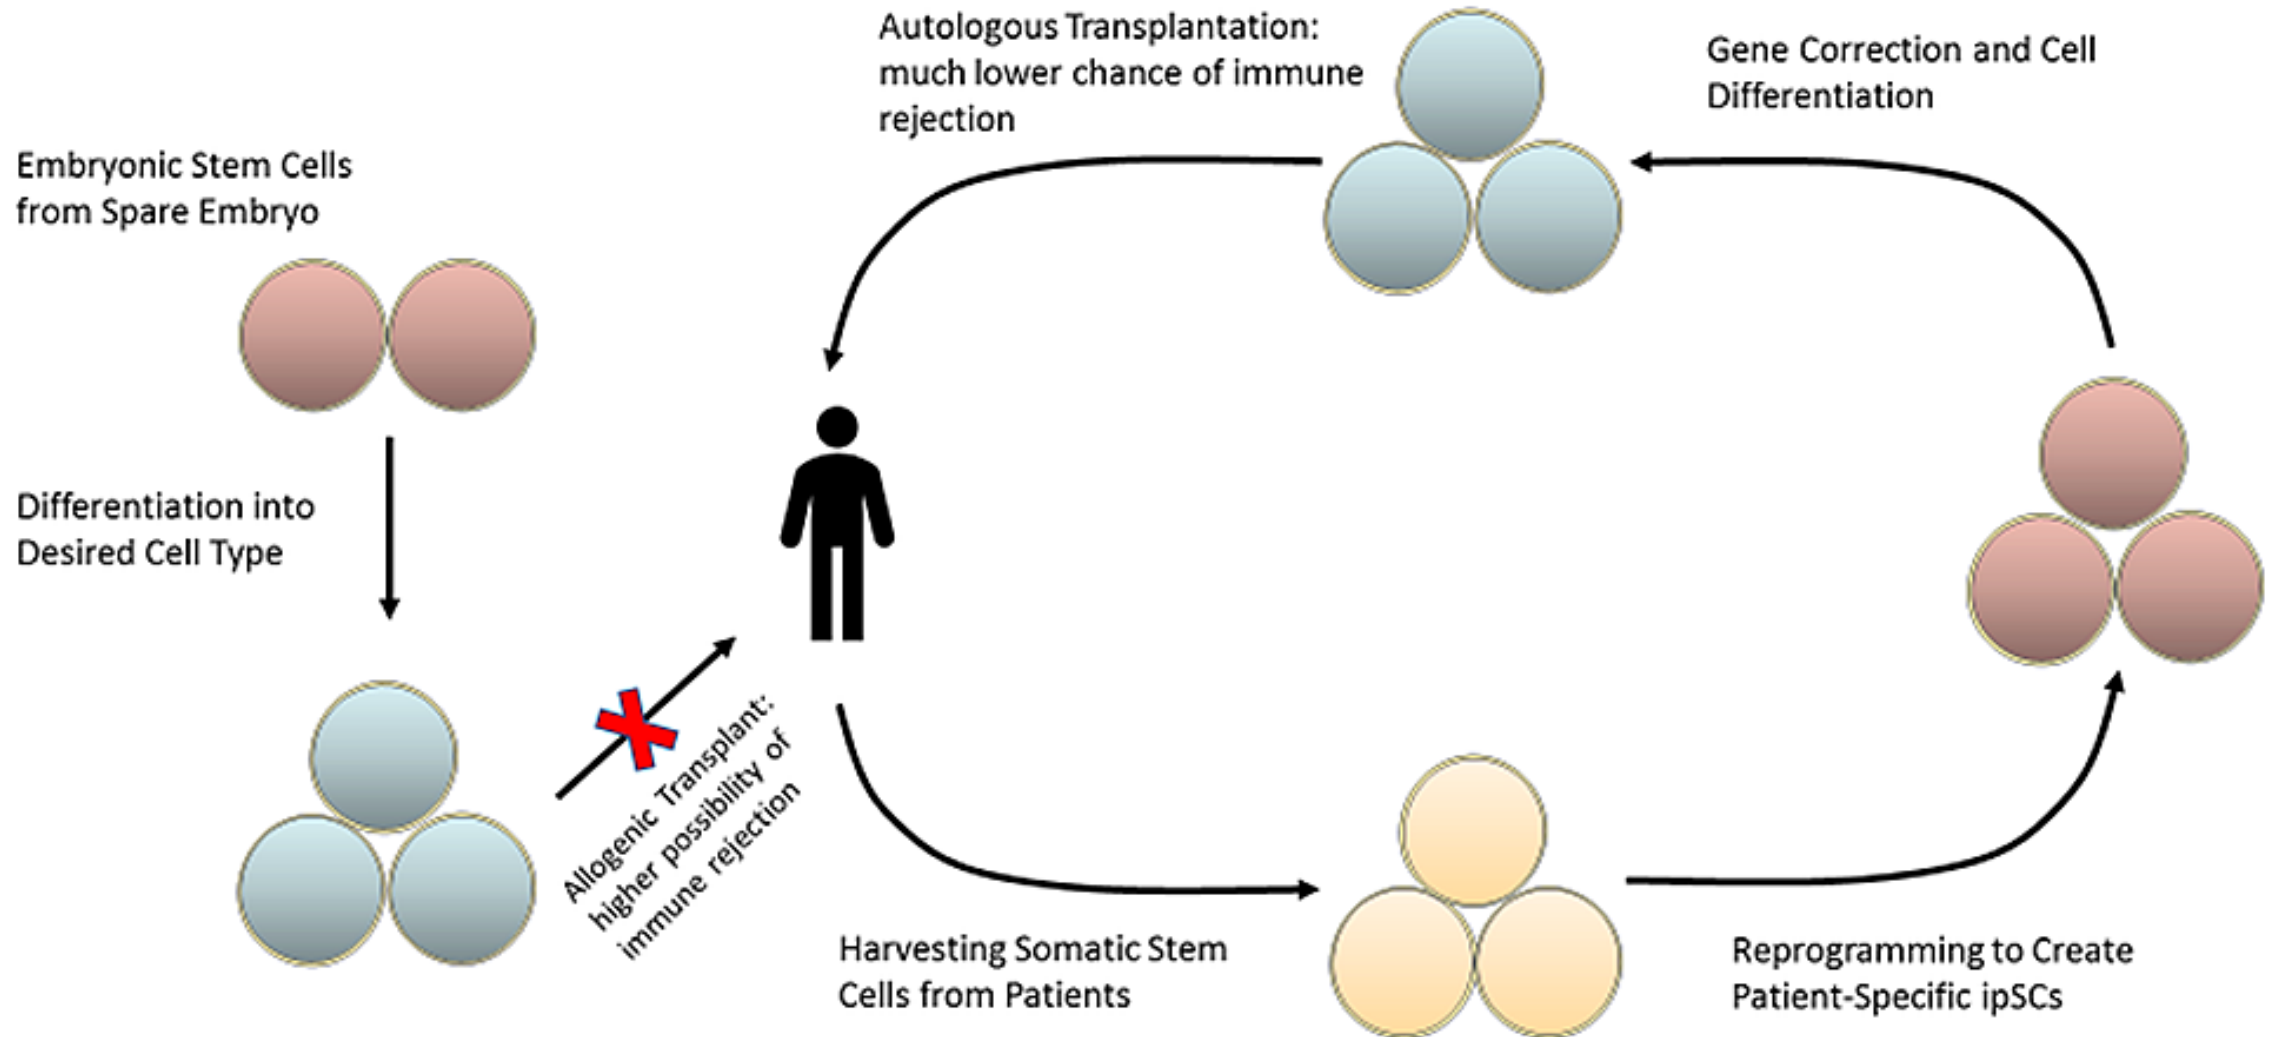 Autologous Transplantation:
much lower chance of immune
rejection
Gene Correction and Cell
Differentiation
Embryonic Stem Cells
from Spare Embryo
Differentiation into
Desired Cell Type
Allogenic Transplant:
higher possibility of
immune rejection
Harvesting Somatic Stem
Cells from Patients
Reprogramming to Create
Patient-Specific ipSCs